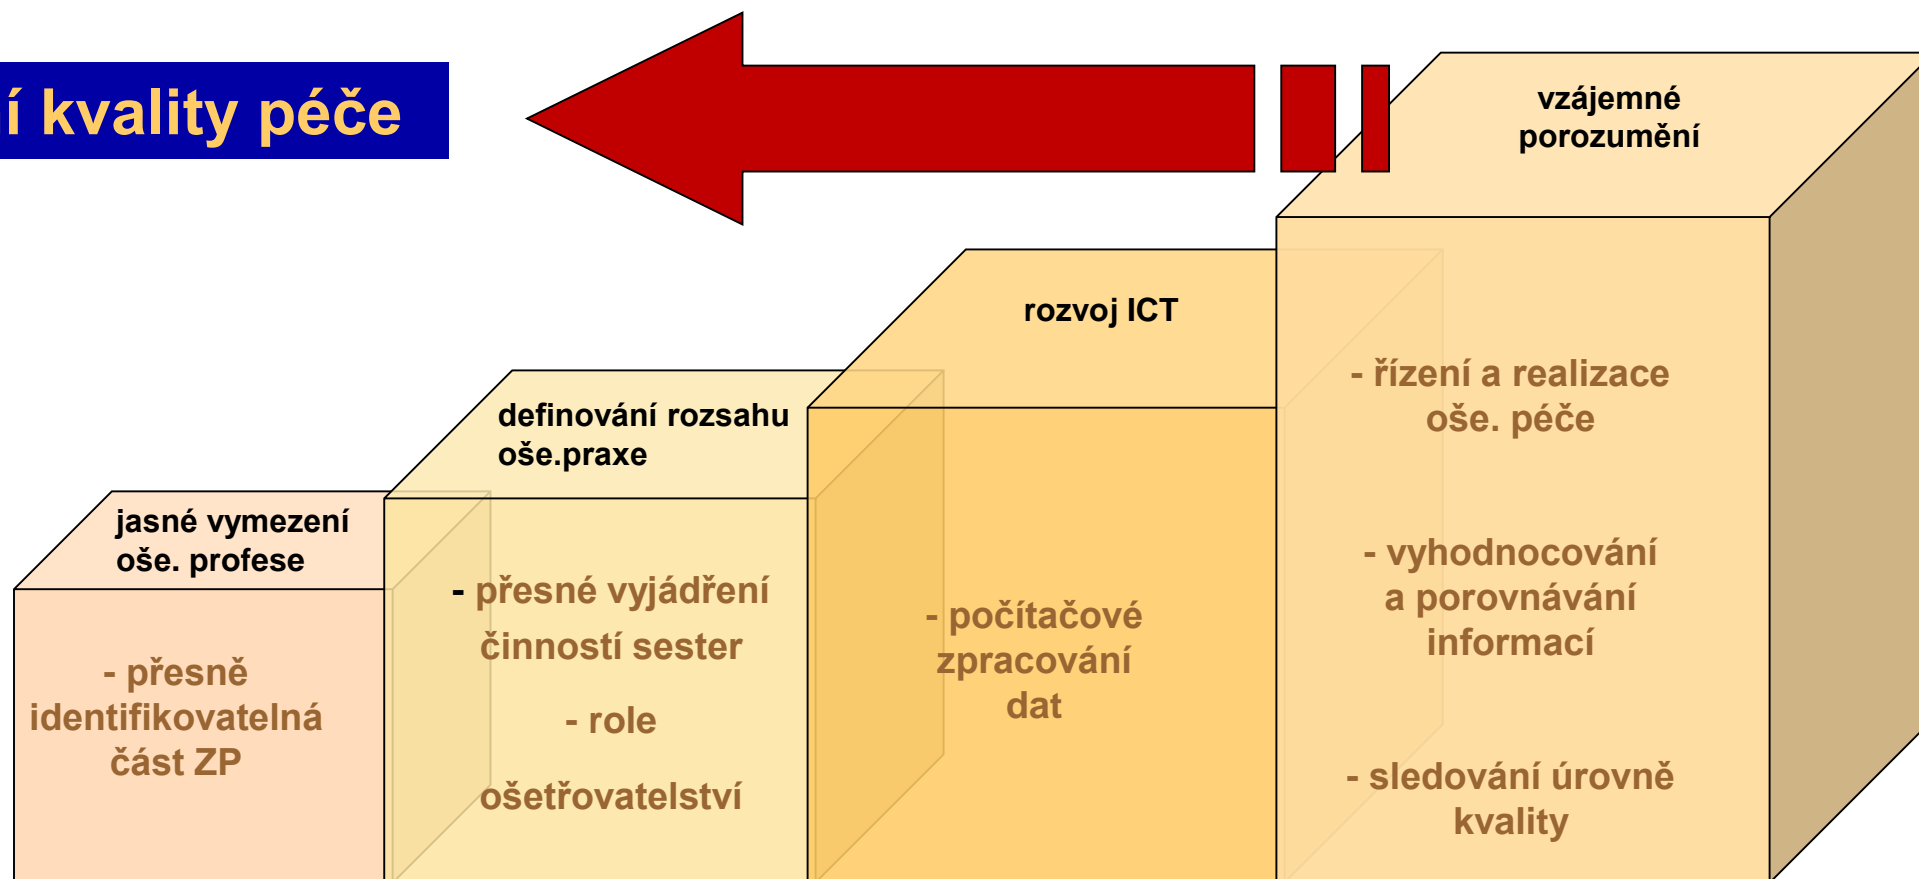 kvality péče
vzájemné
porozumění
rozvoj ICT
- řízení a realizace
oše. péče
definování rozsahu
oše.praxe
jasné vymezení
oše. profese
- vyhodnocování
a porovnávání
informací
- přesné vyjádření
činností sester
- počítačové
zpracování
dat
- přesně
identifikovatelná
část ZP
- role
ošetřovatelství
- sledování úrovně
kvality